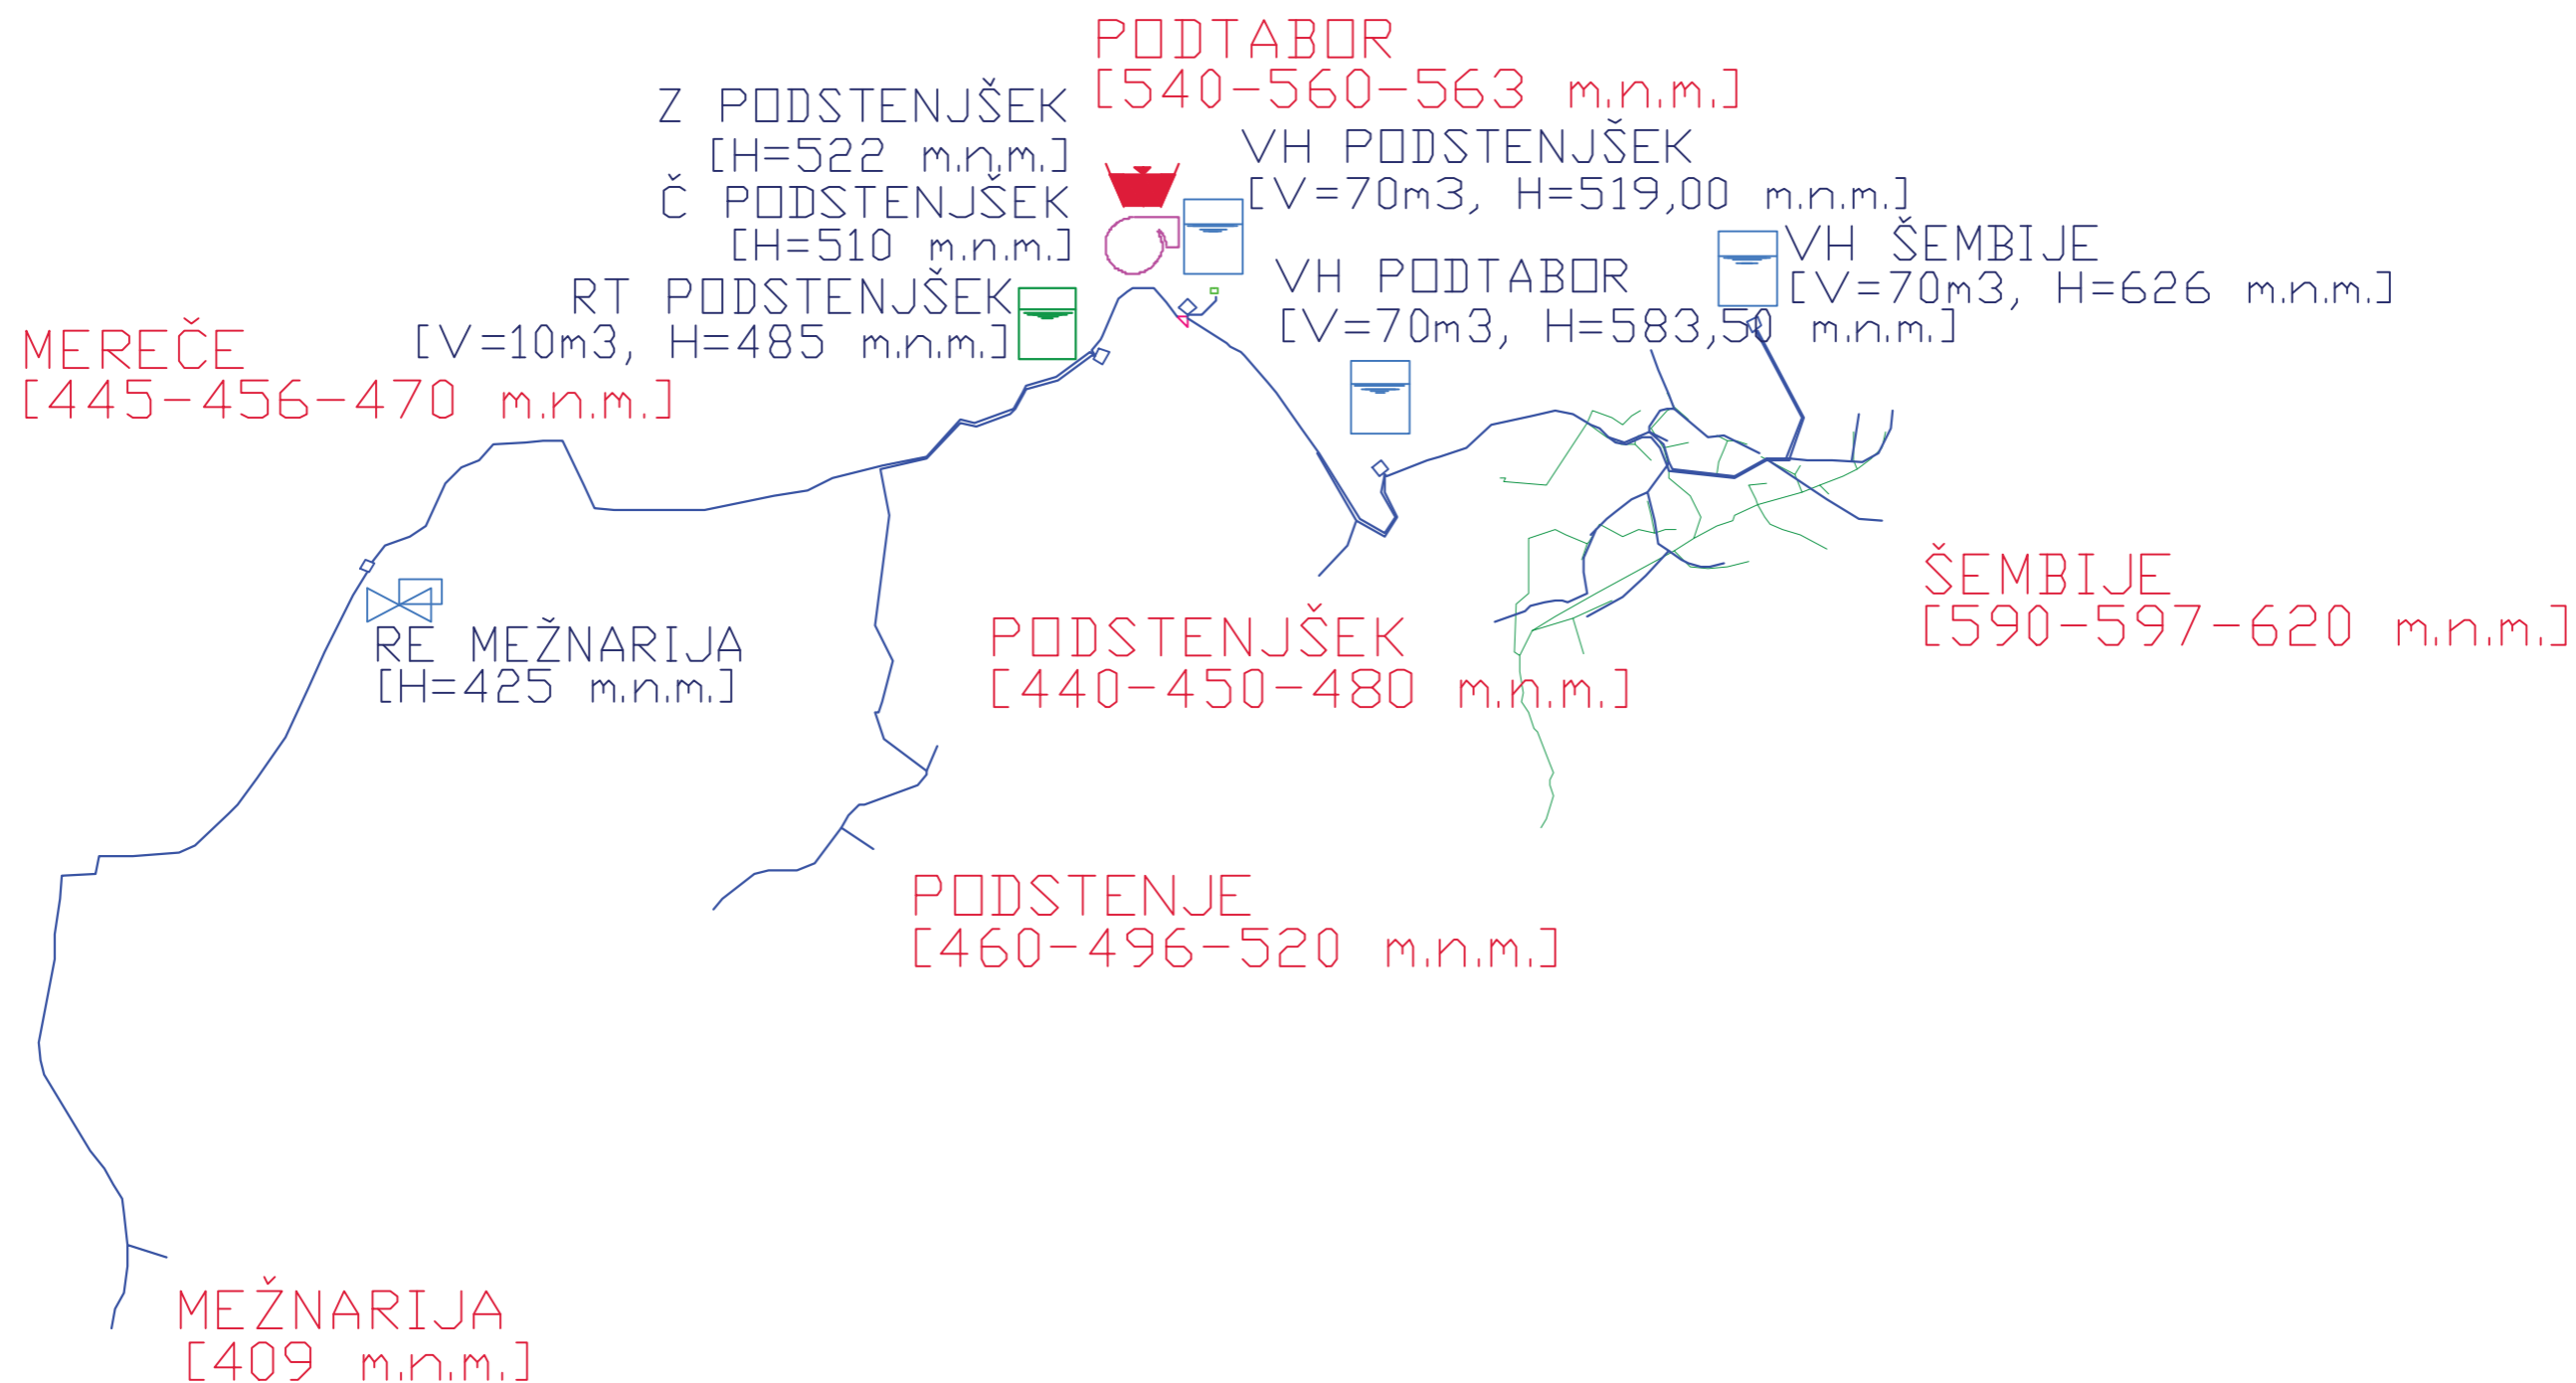 PODTABOR
[540-560-563 m.n.m.]
Z PODSTENJŠEK
[H=522 m.n.m.]
VH PODSTENJŠEK
[V=70m3, H=519,00 m.n.m.]
Č PODSTENJŠEK
[H=510 m.n.m.]
VH ŠEMBIJE
[V=70m3, H=626 m.n.m.]
VH PODTABOR
[V=70m3, H=583,50 m.n.m.]
RT PODSTENJŠEK
[V=10m3, H=485 m.n.m.]
MEREČE
[445-456-470 m.n.m.]
ŠEMBIJE
[590-597-620 m.n.m.]
RE MEŽNARIJA
[H=425 m.n.m.]
PODSTENJŠEK
[440-450-480 m.n.m.]
PODSTENJE
[460-496-520 m.n.m.]
MEŽNARIJA
[409 m.n.m.]